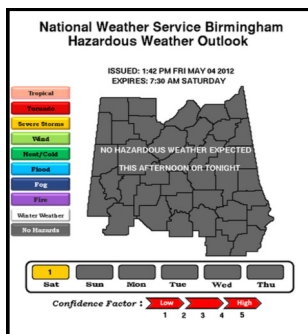 National Weather Service Birmingham
Hazardous Weather Outlook
ISSUED: 1:42 PM FRI MAY 04 2012
EXPIRES: 7:30 AM SATURDAY
Tropical
Tornado
Severe Storms
Wind
Heat/Cold
Flood
Fog
Fire
Winter Weather
No Hazards
NO HAZARDOUS WEATHER EXPECTED
THIS AFTERNOON OR TONIGHT
1
Sat Sun Mon Tue Wed Thu
Confidence Factor : Low High
1 2 3 4 5